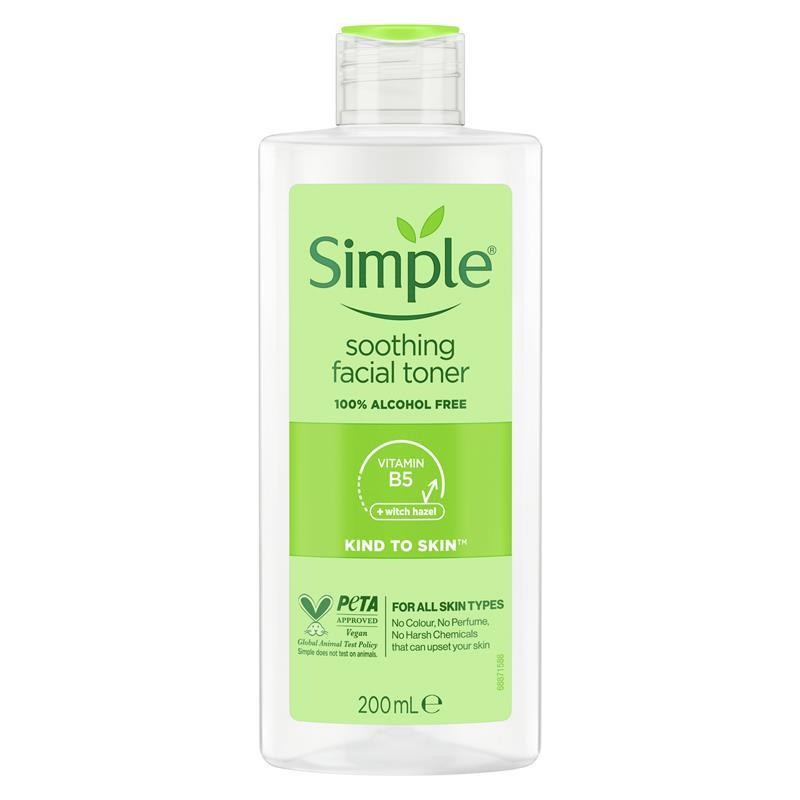 Simple®
soothing
facial toner
100% ALCOHOL FREE
VITAMIN
B5
+ witch hazel
KIND TO SKIN™
PETA
APPROVED
Vegan
Global Animal Test Policy
Simple does not test on animals.
FOR ALL SKIN TYPES
No Colour, No Perfume,
No Harsh Chemicals
that can upset your skin
68871586
200mL℮